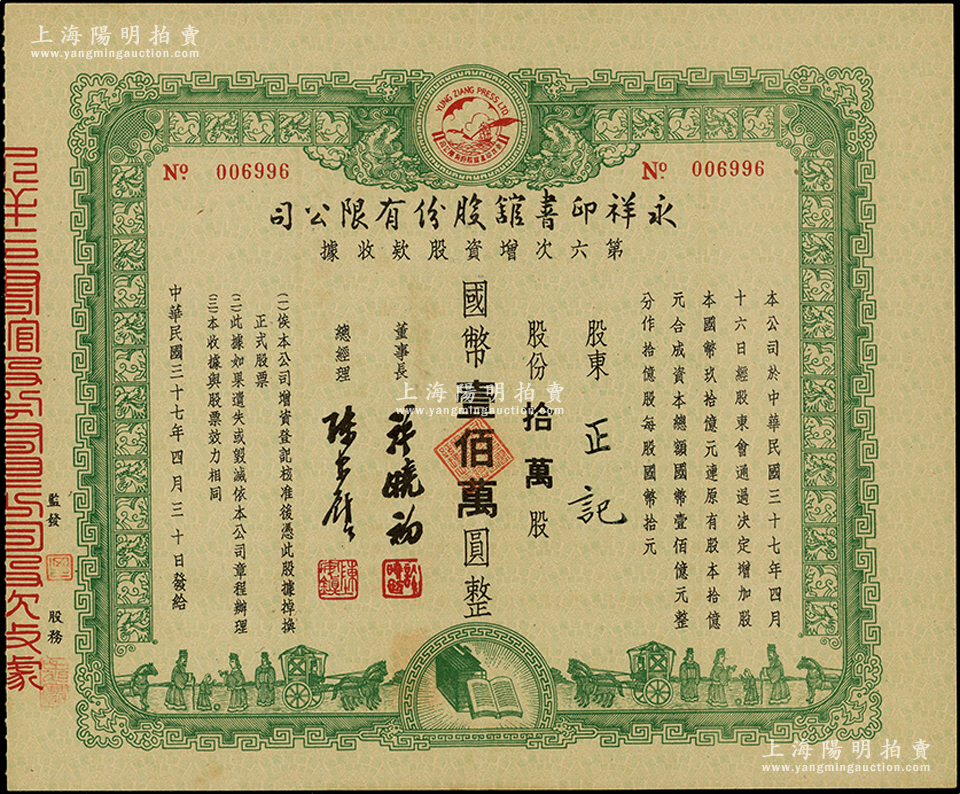 上海陽明拍賣
www.yangmingauction.com
YUNG ZIANG PRESS LTD
No 006996
No 006996
永祥印書館股份有限公司
第六次增資股款收據
本公司於中華民國三十七年四月
十六日經股東會通過決定增加股
本國幣玖拾億元連原有股本拾億
元合成資本總額國幣壹佰億元整
分作拾億股每股國幣拾元
股東 正記
股份 拾萬股
國幣壹佰萬圓整
董事長
總經理
㈠俟本公司增資登記核准後憑此股據掉換
正式股票
㈡此據如果遺失或毀滅依本公司章程辦理
㈢本收據與股票效力相同
中華民國三十七年四月三十日發給
監發
股務
上海陽明拍賣
www.yangmingauction.com
上海陽明拍賣
www.yangmingauction.com